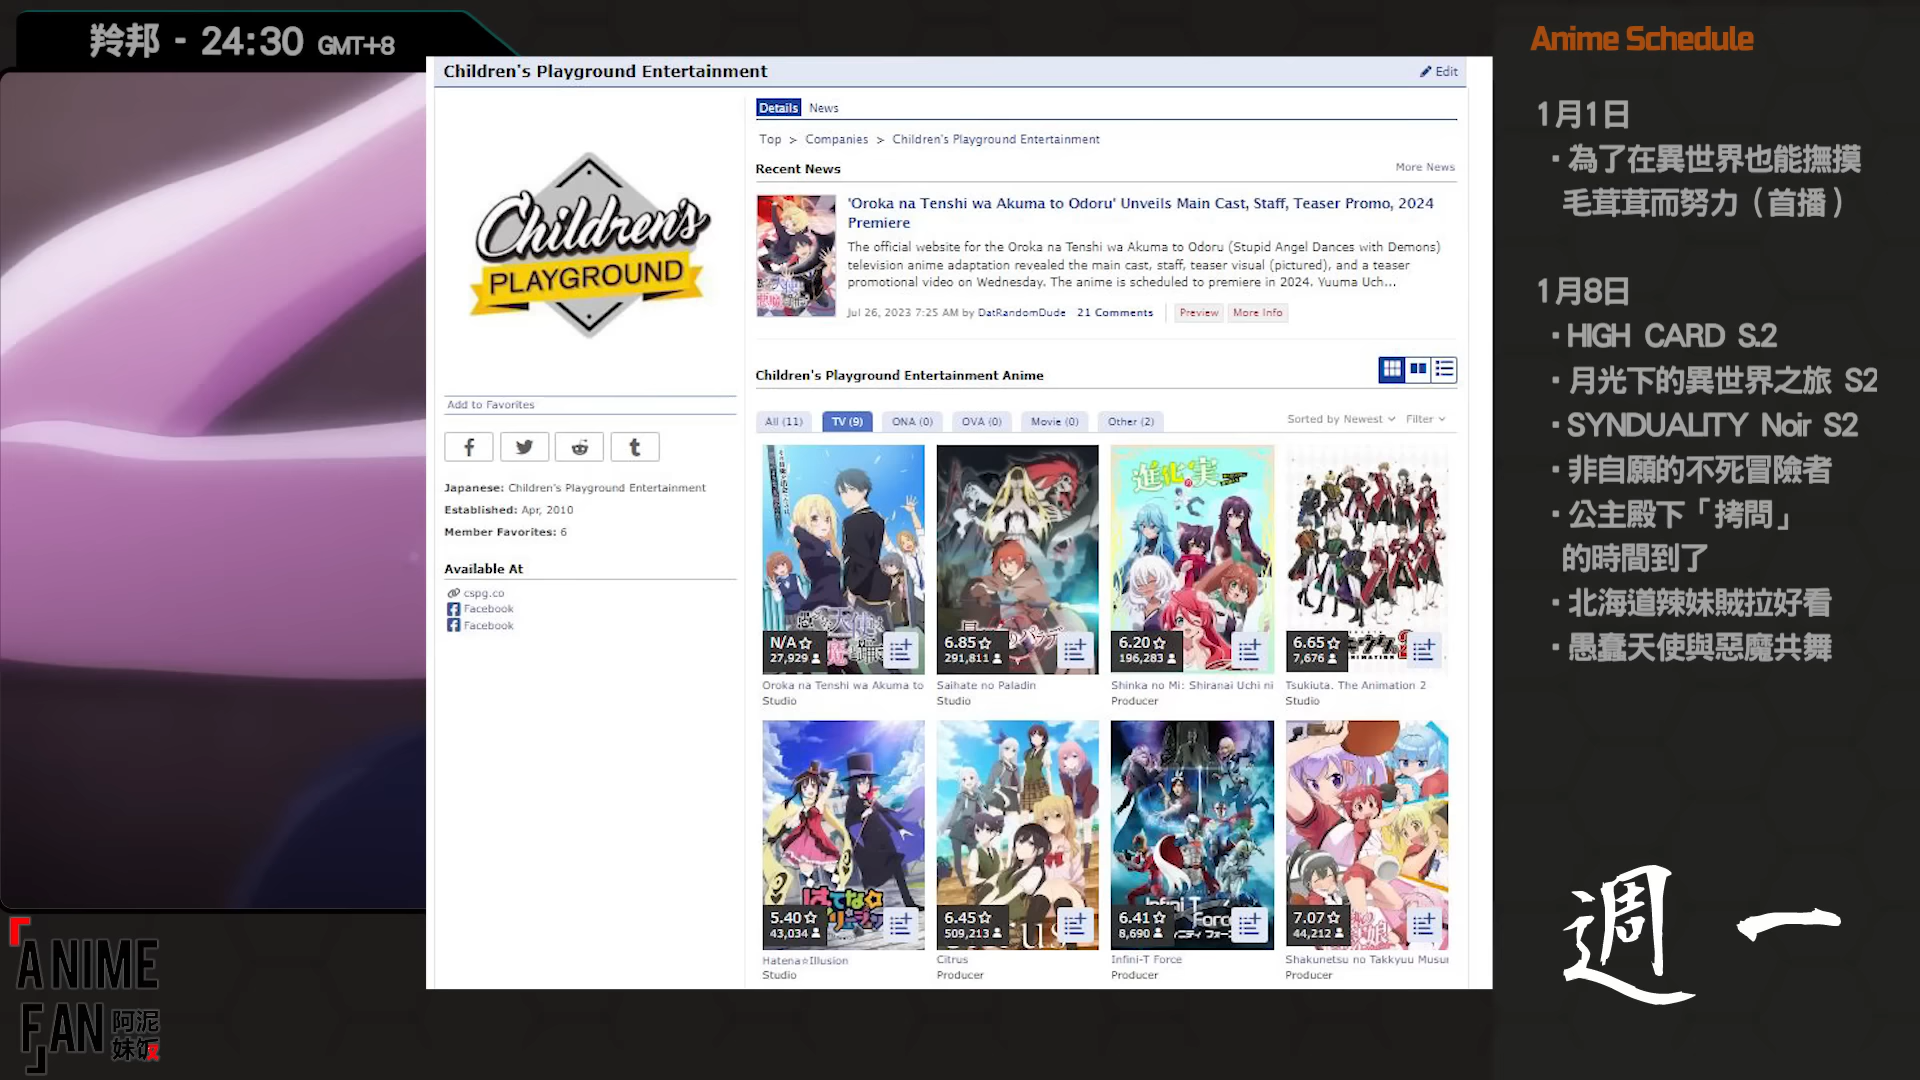 羚邦 - 24:30 GMT+8
Children's Playground Entertainment
Edit
Children's
PLAYGROUND
Add to Favorites
Japanese: Children's Playground Entertainment
Established: Apr, 2010
Member Favorites: 6
Available At
cspg.co
Facebook
Facebook
Details News
Top > Companies > Children's Playground Entertainment
Recent News
More News
'Oroka na Tenshi wa Akuma to Odoru' Unveils Main Cast, Staff, Teaser Promo, 2024
Premiere
The official website for the Oroka na Tenshi wa Akuma to Odoru (Stupid Angel Dances with Demons)
television anime adaptation revealed the main cast, staff, teaser visual (pictured), and a teaser
promotional video on Wednesday. The anime is scheduled to premiere in 2024. Yuuma Uch...
Jul 26, 2023 7:25 AM by DatRandomDude 21 Comments Preview More Info
Children's Playground Entertainment Anime
All (11) TV (9) ONA (0) OVA (0) Movie (0) Other (2)
Sorted by Newest Filter
進化の実
N/A
27,929
6.85
291,811
6.20
196,283
6.65
7,676
Oroka na Tenshi wa Akuma to
Studio
Saihate no Paladin
Studio
Shinka no Mi: Shiranai Uchi ni
Producer
Tsukiuta. The Animation 2
Studio
5.40
43,034
6.45
509,213
6.41
8,690
7.07
44,212
Hatena☆Illusion
Studio
Citrus
Producer
Infini-T Force
Producer
Shakunetsu no Takkyuu Musu
Producer
Anime Schedule
1月1日
·為了在異世界也能撫摸
毛茸茸而努力（首播）
1月8日
·HIGH CARD S.2
·月光下的異世界之旅 S2
·SYNDUALITY Noir S2
·非自願的不死冒險者
·公主殿下「拷問」
的時間到了
·北海道辣妹賊拉好看
·愚蠢天使與惡魔共舞
週一
「ANIME
FAN」
阿泥
妹饭